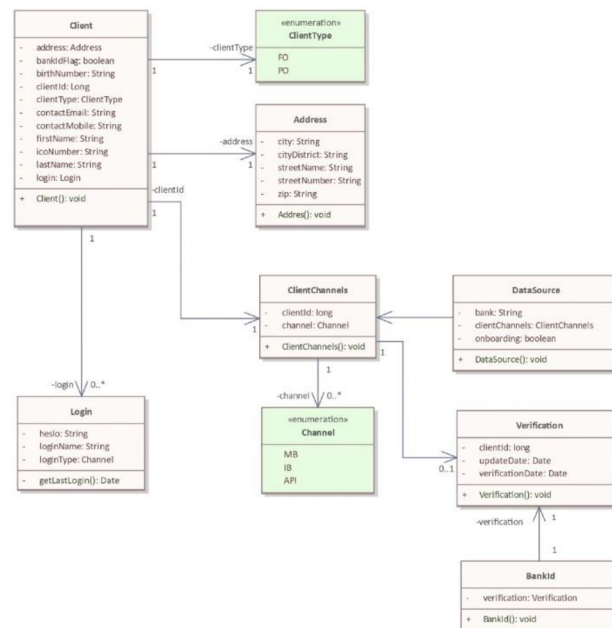 Client
- address: Address
- bankIdFlag: boolean
- birthNumber: String
- clientId: Long
- clientType: ClientType
- contactEmail: String
- contactMobile: String
- firstName: String
- icoNumber: String
- lastName: String
- login: Login
+ Client(): void
-clientType
1
1
«enumeration»
ClientType
FO
PO
-address
1
1
Address
- city: String
- cityDistrict: String
- streetName: String
- streetNumber: String
- zip: String
+ Addres(): void
-clientId
1
1
1
ClientChannels
- clientId: long
- channel: Channel
+ ClientChannels(): void
DataSource
- bank: String
- clientChannels: ClientChannels
- onboarding: boolean
+ DataSource(): void
1
1
-channel
0..*
-login
0..*
Login
- heslo: String
- loginName: String
- loginType: Channel
- getLastLogin(): Date
«enumeration»
Channel
MB
IB
API
0..1
Verification
- clientId: long
- updateDate: Date
- verificationDate: Date
+ Verification(): void
-verification
1
1
BankId
- verification: Verification
+ BankId(): void